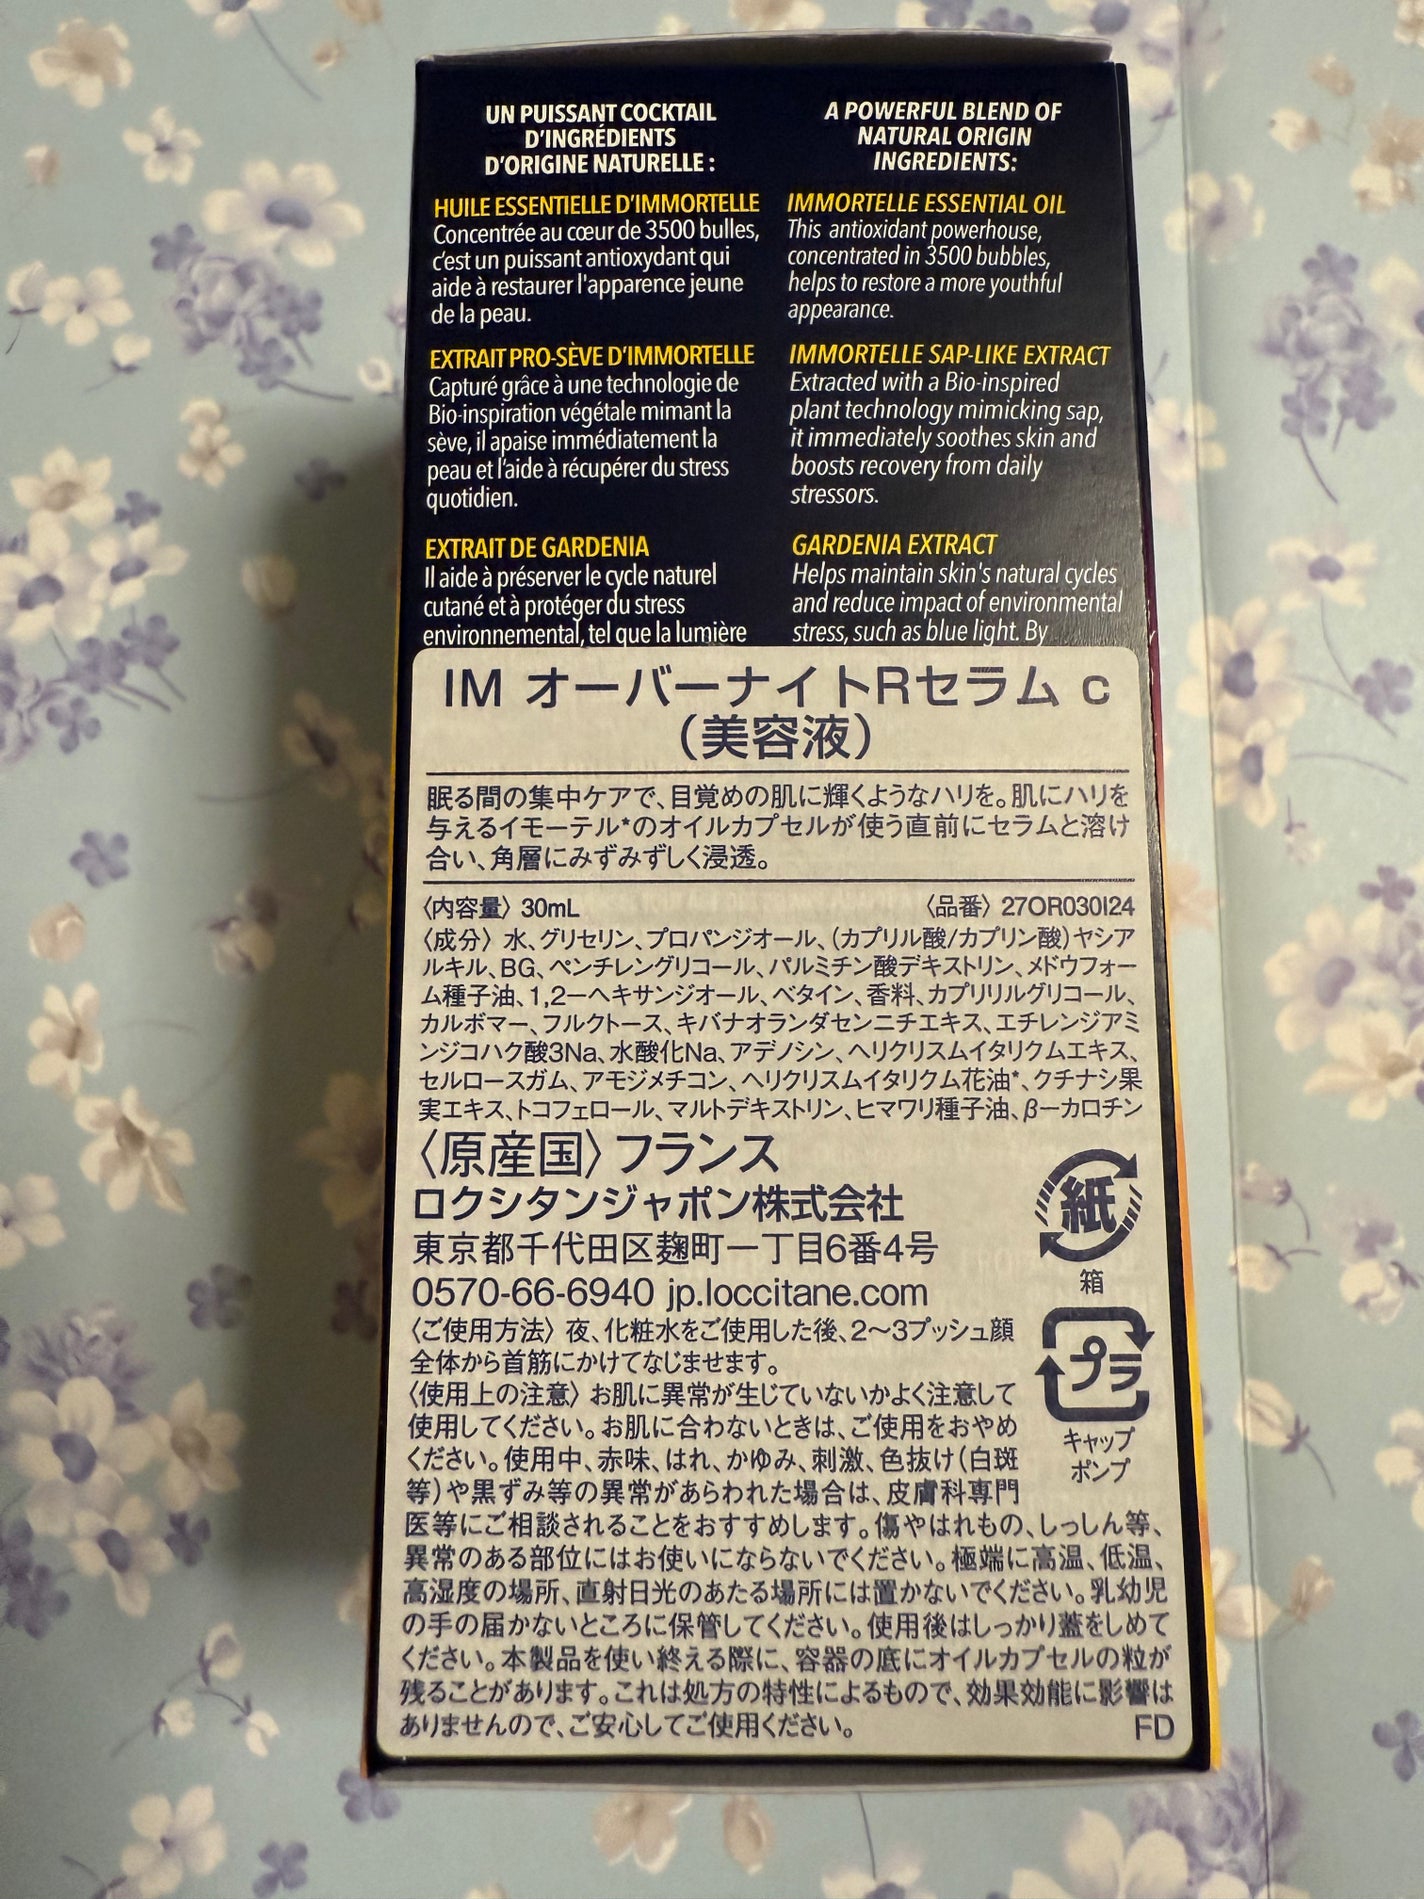 UN PUISSANT COCKTAIL
D'INGRÉDIENTS
D'ORIGINE NATURELLE :
HUILE ESSENTIELLE D'IMMORTELLE
Concentrée au cœur de 3500 bulles,
c'est un puissant antioxydant qui
aide à restaurer l'apparence jeune
de la peau.
EXTRAIT PRO-SÈVE D'IMMORTELLE
Capturé grâce à une technologie de
Bio-inspiration végétale mimant la
sève, il apaise immédiatement la
peau et l'aide à récupérer du stress
quotidien.
EXTRAIT DE GARDENIA
Il aide à préserver le cycle naturel
cutané et à protéger du stress
environnemental, tel que la lumière
A POWERFUL BLEND OF
NATURAL ORIGIN
INGREDIENTS:
IMMORTELLE ESSENTIAL OIL
This antioxidant powerhouse,
concentrated in 3500 bubbles,
helps to restore a more youthful
appearance.
IMMORTELLE SAP-LIKE EXTRACT
Extracted with a Bio-inspired
plant technology mimicking sap,
it immediately soothes skin and
boosts recovery from daily
stressors.
GARDENIA EXTRACT
Helps maintain skin's natural cycles
and reduce impact of environmental
stress, such as blue light. By
IM オーバーナイトRセラム c
（美容液）
眠る間の集中ケアで、目覚めの肌に輝くようなハリを。肌にハリを
与えるイモーテル*のオイルカプセルが使う直前にセラムと溶け
合い、角層にみずみずしく浸透。
〈内容量〉30mL 〈品番〉27OR030I24
〈成分〉水、グリセリン、プロパンジオール、（カプリル酸/カプリン酸）ヤシア
ルキル、BG、ペンチレングリコール、パルミチン酸デキストリン、メドウフォー
ム種子油、1,2－ヘキサンジオール、ベタイン、香料、カプリリルグリコール、
カルボマー、フルクトース、キバナオランダセンニチエキス、エチレンジアミ
ンジコハク酸3Na、水酸化Na、アデノシン、ヘリクリスムイタリクムエキス、
セルロースガム、アモジメチコン、ヘリクリスムイタリクム花油*、クチナシ果
実エキス、トコフェロール、マルトデキストリン、ヒマワリ種子油、β－カロチン
〈原産国〉フランス
ロクシタンジャポン株式会社
東京都千代田区麹町一丁目6番4号
0570-66-6940 jp.loccitane.com
紙
箱
プラ
キャップ
ポンプ
〈ご使用方法〉夜、化粧水をご使用した後、2～3プッシュ顔
全体から首筋にかけてなじませます。
〈使用上の注意〉お肌に異常が生じていないかよく注意して
使用してください。お肌に合わないときは、ご使用をおやめ
ください。使用中、赤味、はれ、かゆみ、刺激、色抜け（白斑
等）や黒ずみ等の異常があらわれた場合は、皮膚科専門
医等にご相談されることをおすすめします。傷やはれもの、しっしん等、
異常のある部位にはお使いにならないでください。極端に高温、低温、
高湿度の場所、直射日光のあたる場所には置かないでください。乳幼児
の手の届かないところに保管してください。使用後はしっかり蓋をしめて
ください。本製品を使い終える際に、容器の底にオイルカプセルの粒が
残ることがあります。これは処方の特性によるもので、効果効能に影響は
ありませんので、ご安心してご使用ください。 FD